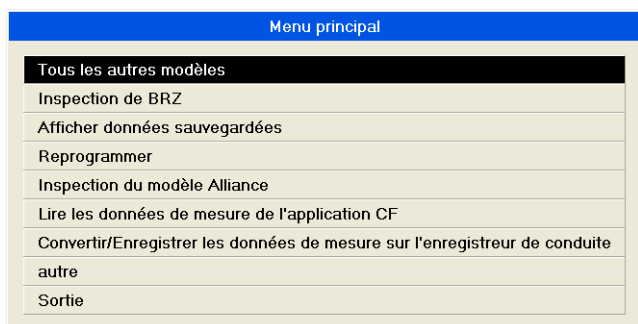 Menu principal
Tous les autres modèles
Inspection de BRZ
Afficher données sauvegardées
Reprogrammer
Inspection du modèle Alliance
Lire les données de mesure de l'application CF
Convertir/Enregistrer les données de mesure sur l'enregistreur de conduite
autre
Sortie